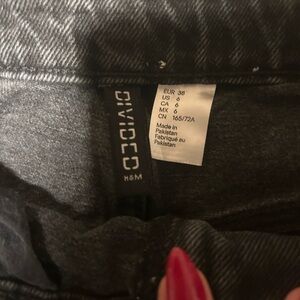 DIVIDED
H&M
EUR 38
US 6
CA 6
MX 6
CN 165/72A
Made in
Pakistan
Fabriqué au
Pakistan